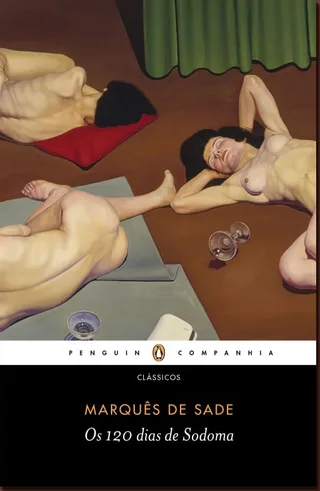 PENGUIN COMPANHIA
CLÁSSICOS
MARQUÊS DE SADE
Os 120 dias de Sodoma